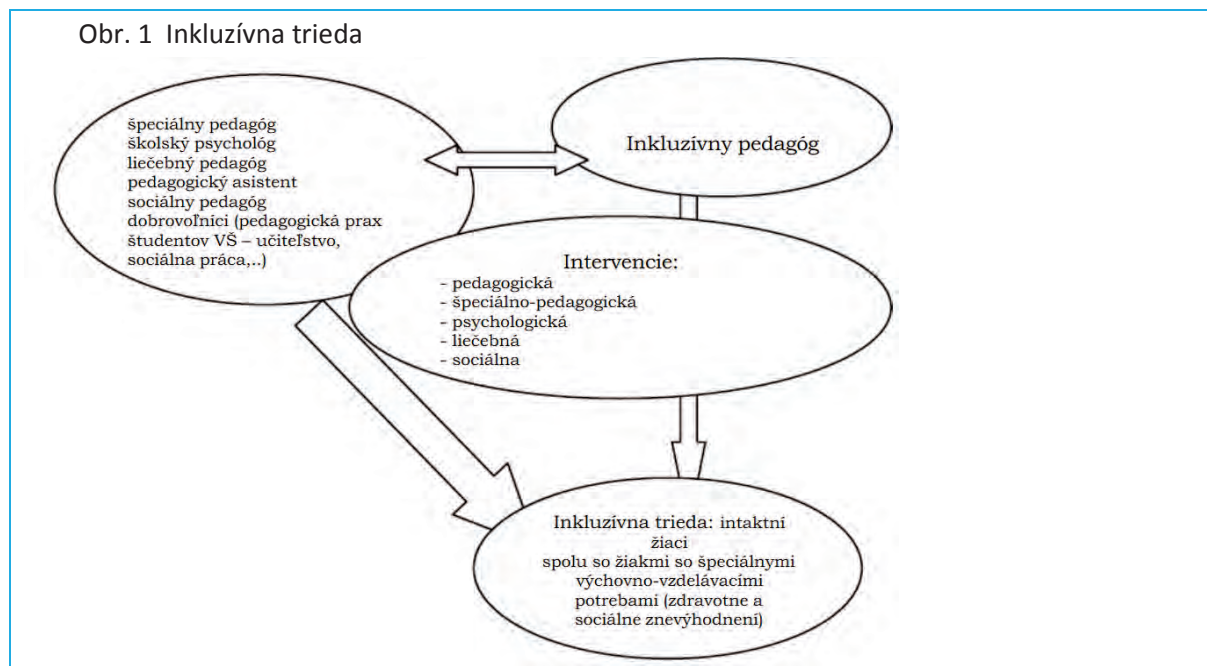 Obr. 1 Inkluzívna trieda
špeciálny pedagóg
školský psychológ
liečebný pedagóg
pedagogický asistent
sociálny pedagóg
dobrovoľníci (pedagogická prax
študentov VŠ – učiteľstvo,
sociálna práca,..)
Inkluzívny pedagóg
Intervencie:
- pedagogická
- špeciálno-pedagogická
- psychologická
- liečebná
- sociálna
Inkluzívna trieda: intaktní
žiaci
spolu so žiakmi so špeciálnymi
výchovno-vzdelávacími
potrebami (zdravotne a
sociálne znevýhodnení)